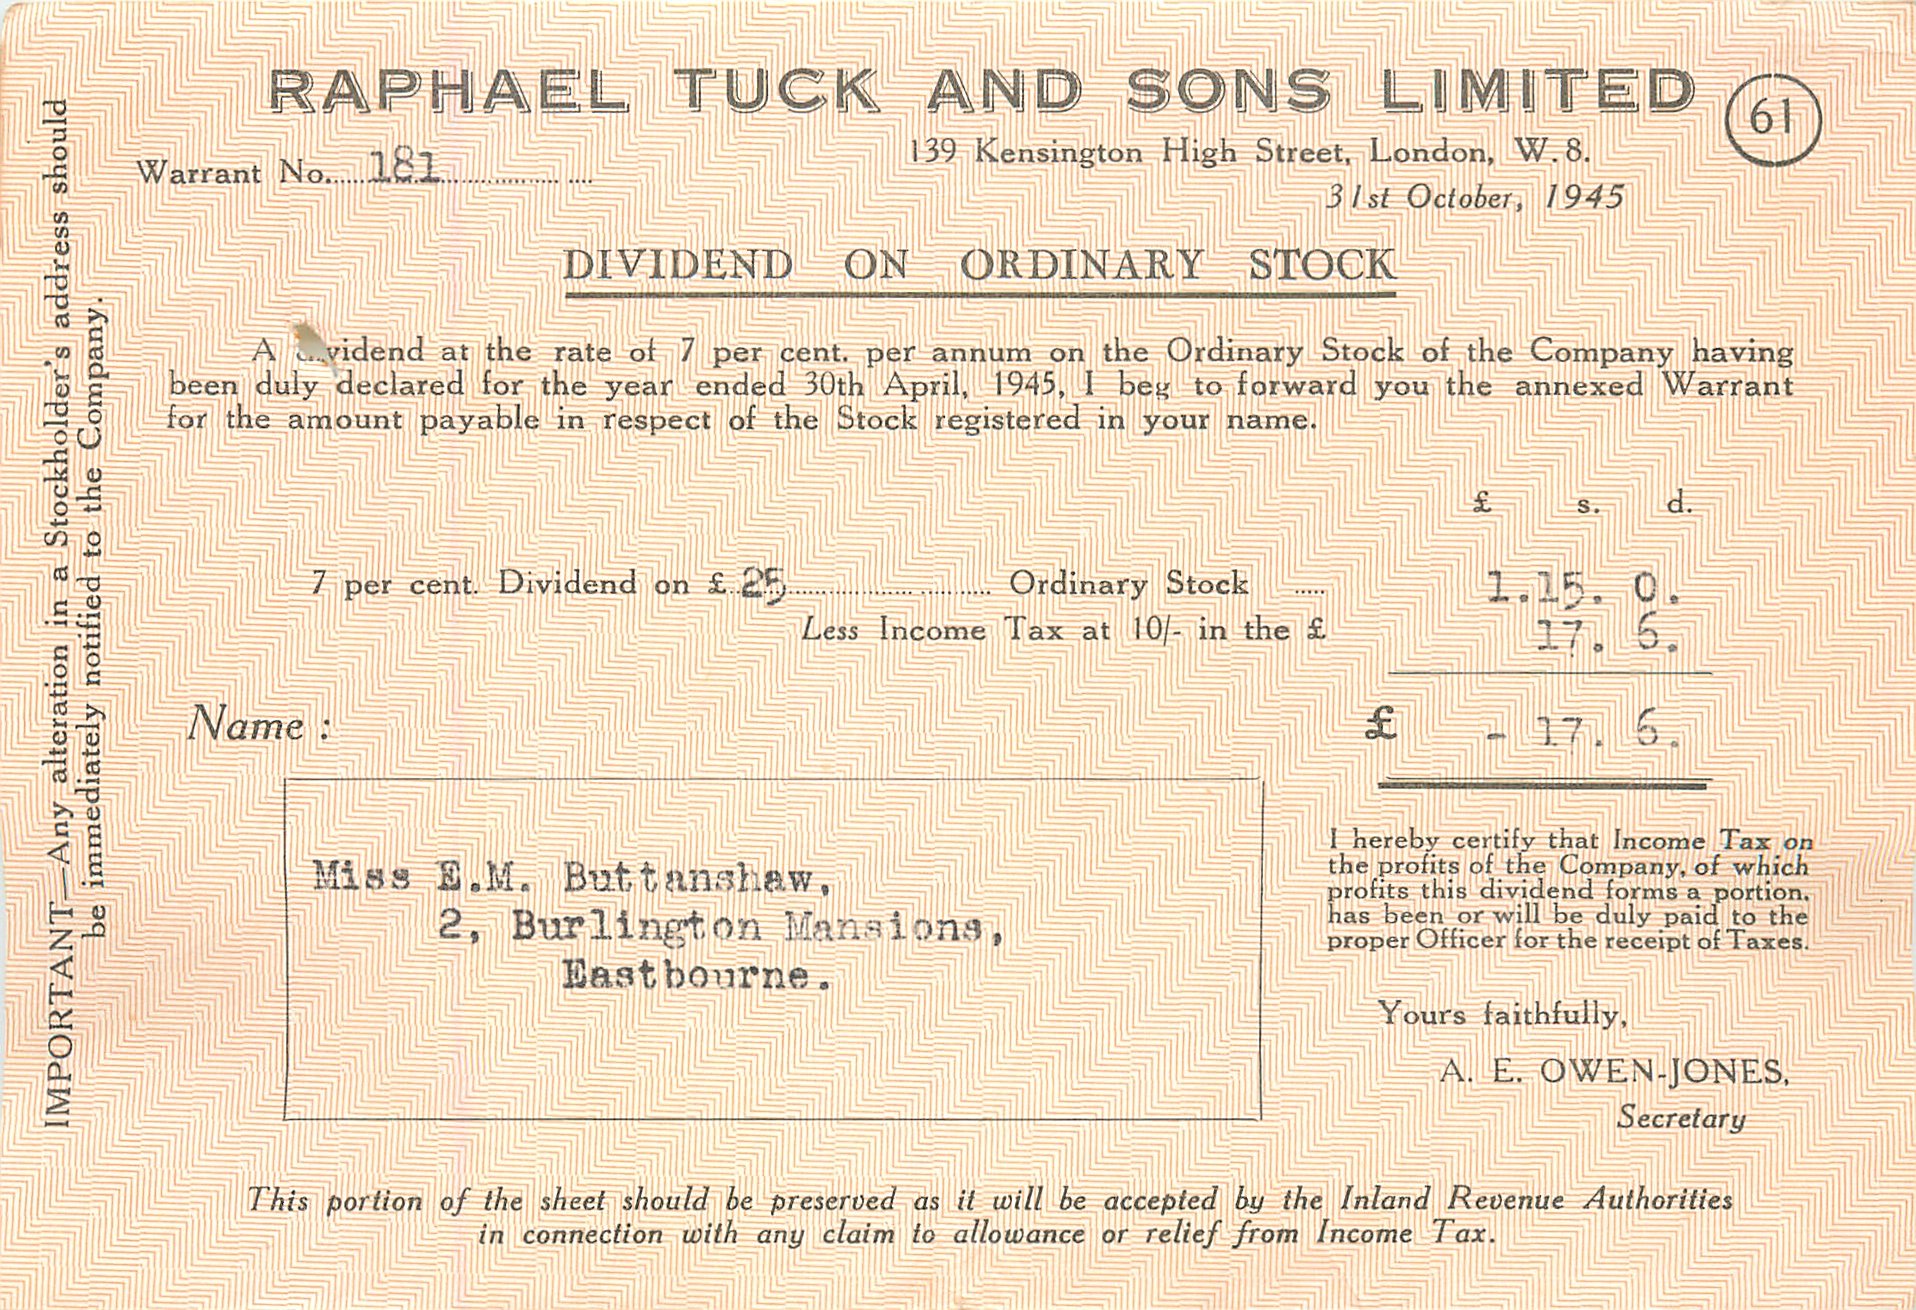 RAPHAEL TUCK AND SONS LIMITED
61
139 Kensington High Street, London, W.8.
Warrant No. 181
31st October, 1945
DIVIDEND ON ORDINARY STOCK
A dividend at the rate of 7 per cent. per annum on the Ordinary Stock of the Company having
been duly declared for the year ended 30th April, 1945, I beg to forward you the annexed Warrant
for the amount payable in respect of the Stock registered in your name.
£ s. d.
7 per cent. Dividend on £ 25 Ordinary Stock 1.15. 0.
Less Income Tax at 10/- in the £ 17. 6.
Name : £ - 17. 6.
Miss E.M. Buttanshaw,
2, Burlington Mansions,
Eastbourne.
I hereby certify that Income Tax on
the profits of the Company, of which
profits this dividend forms a portion,
has been or will be duly paid to the
proper Officer for the receipt of Taxes.
Yours faithfully,
A. E. OWEN-JONES,
Secretary
This portion of the sheet should be preserved as it will be accepted by the Inland Revenue Authorities
in connection with any claim to allowance or relief from Income Tax.
IMPORTANT—Any alteration in a Stockholder's address should
be immediately notified to the Company.